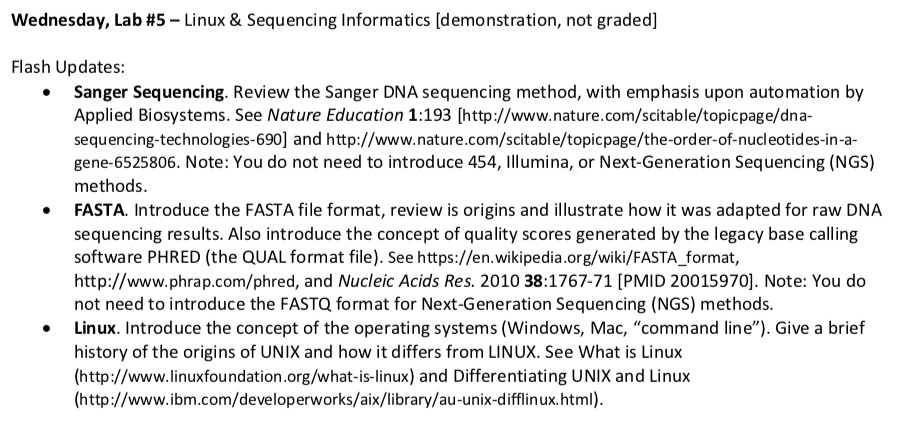 Wednesday, Lab #5 – Linux & Sequencing Informatics [demonstration, not graded]
Flash Updates:
• Sanger Sequencing. Review the Sanger DNA sequencing method, with emphasis upon automation by
Applied Biosystems. See Nature Education 1:193 [http://www.nature.com/scitable/topicpage/dna-
sequencing-technologies-690] and http://www.nature.com/scitable/topicpage/the-order-of-nucleotides-in-a-
gene-6525806. Note: You do not need to introduce 454, Illumina, or Next-Generation Sequencing (NGS)
methods.
• FASTA. Introduce the FASTA file format, review is origins and illustrate how it was adapted for raw DNA
sequencing results. Also introduce the concept of quality scores generated by the legacy base calling
software PHRED (the QUAL format file). See https://en.wikipedia.org/wiki/FASTA_format,
http://www.phrap.com/phred, and Nucleic Acids Res. 2010 38:1767-71 [PMID 20015970]. Note: You do
not need to introduce the FASTQ format for Next-Generation Sequencing (NGS) methods.
• Linux. Introduce the concept of the operating systems (Windows, Mac, “command line”). Give a brief
history of the origins of UNIX and how it differs from LINUX. See What is Linux
(http://www.linuxfoundation.org/what-is-linux) and Differentiating UNIX and Linux
(http://www.ibm.com/developerworks/aix/library/au-unix-difflinux.html).